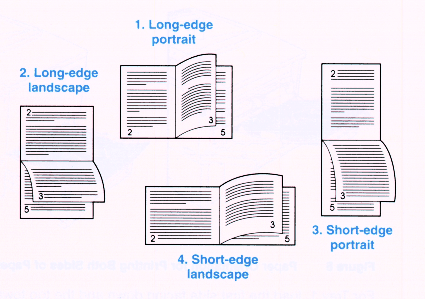 1. Long-edge
portrait
2. Long-edge
landscape
2
3
5
2
3
5
2
3
5
3. Short-edge
portrait
2
3
5
4. Short-edge
landscape